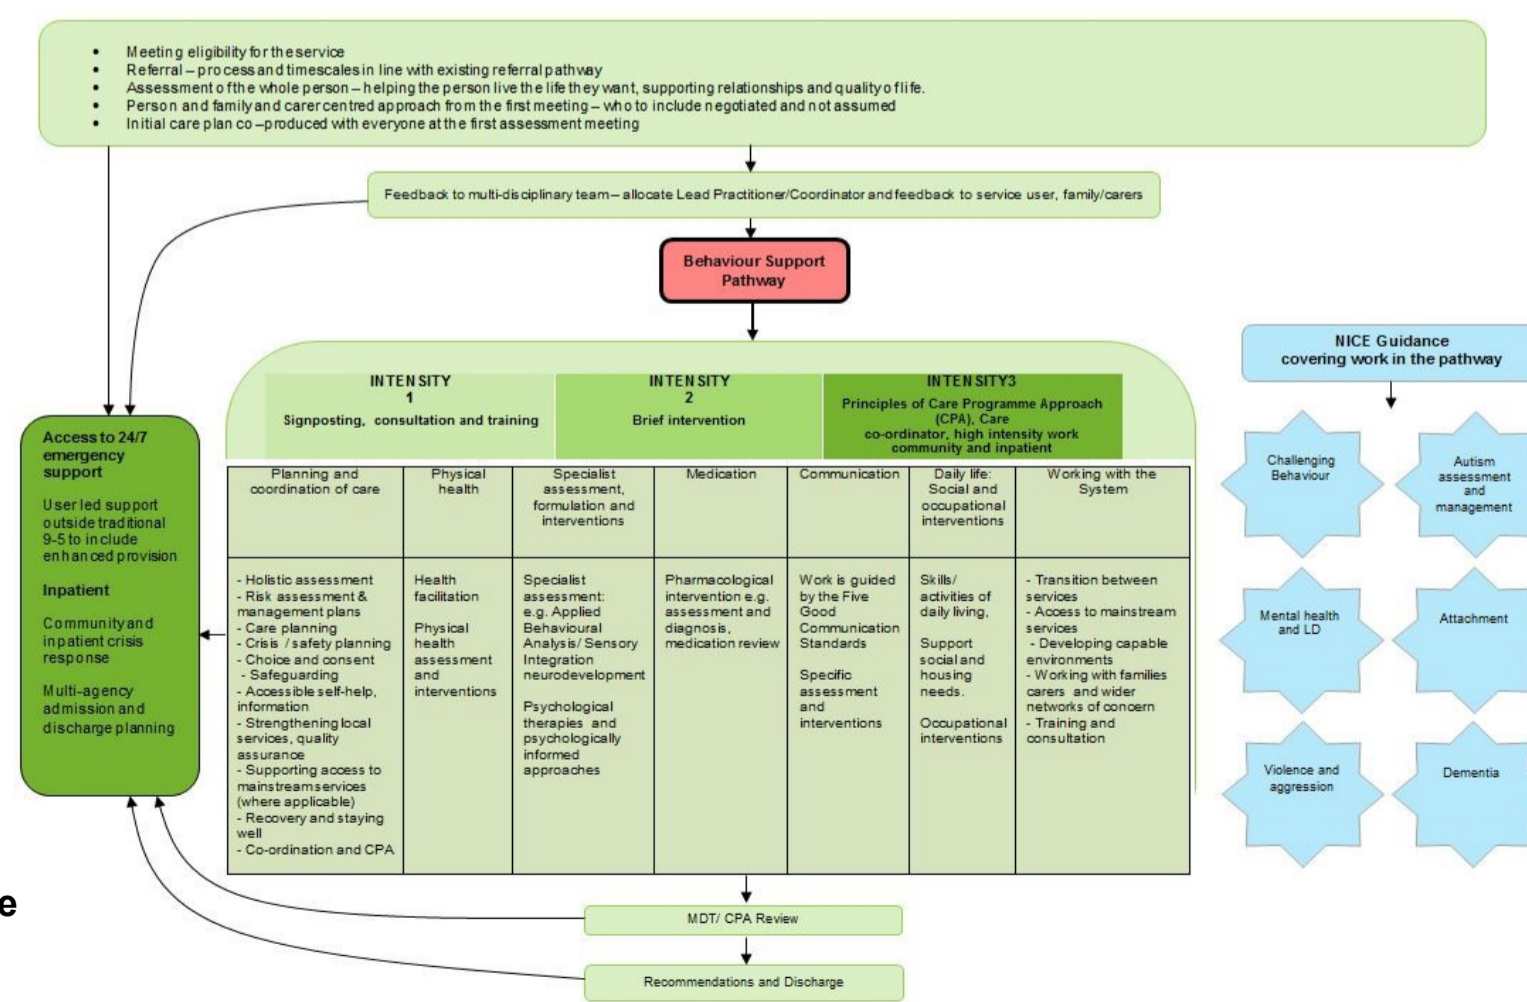 • Meeting eligibility for the service
• Referral – process and timescales in line with existing referral pathway
• Assessment of the whole person – helping the person live the life they want, supporting relationships and quality of life.
• Person and family and carer centred approach from the first meeting – who to include negotiated and not assumed
• Initial care plan co –produced with everyone at the first assessment meeting
Feedback to multi-disciplinary team – allocate Lead Practitioner/Coordinator and feedback to service user, family/carers
Behaviour Support
Pathway
NICE Guidance
covering work in the pathway
INTENSITY
1
Signposting, consultation and training
INTENSITY
2
Brief intervention
INTENSITY3
Principles of Care Programme Approach
(CPA), Care
co-ordinator, high intensity work
community and inpatient
Access to 24/7
emergency
support
User led support
outside traditional
9-5 to include
enhanced provision
Inpatient
Community and
inpatient crisis
response
Multi-agency
admission and
discharge planning
Planning and
coordination of care
Physical
health
Specialist
assessment,
formulation and
interventions
Medication
Communication
Daily life:
Social and
occupational
interventions
Working with the
System
- Holistic assessment
- Risk assessment &
management plans
- Care planning
- Crisis / safety planning
- Choice and consent
- Safeguarding
- Accessible self-help,
information
- Strengthening local
services, quality
assurance
- Supporting access to
mainstream services
(where applicable)
- Recovery and staying
well
- Co-ordination and CPA
Health
facilitation
Physical
health
assessment
and
interventions
Specialist
assessment:
e.g. Applied
Behavioural
Analysis/ Sensory
Integration
neurodevelopment
Psychological
therapies and
psychologically
informed
approaches
Pharmacological
intervention e.g.
assessment and
diagnosis,
medication review
Work is guided
by the Five
Good
Communication
Standards
Specific
assessment
and
interventions
Skills/
activities of
daily living,
Support
social and
housing
needs.
Occupational
interventions
- Transition between
services
- Access to mainstream
services
- Developing capable
environments
- Working with families
carers and wider
networks of concern
- Training and
consultation
Challenging
Behaviour
Autism
assessment
and
management
Mental health
and LD
Attachment
Violence and
aggression
Dementia
e
MDT/ CPA Review
Recommendations and Discharge